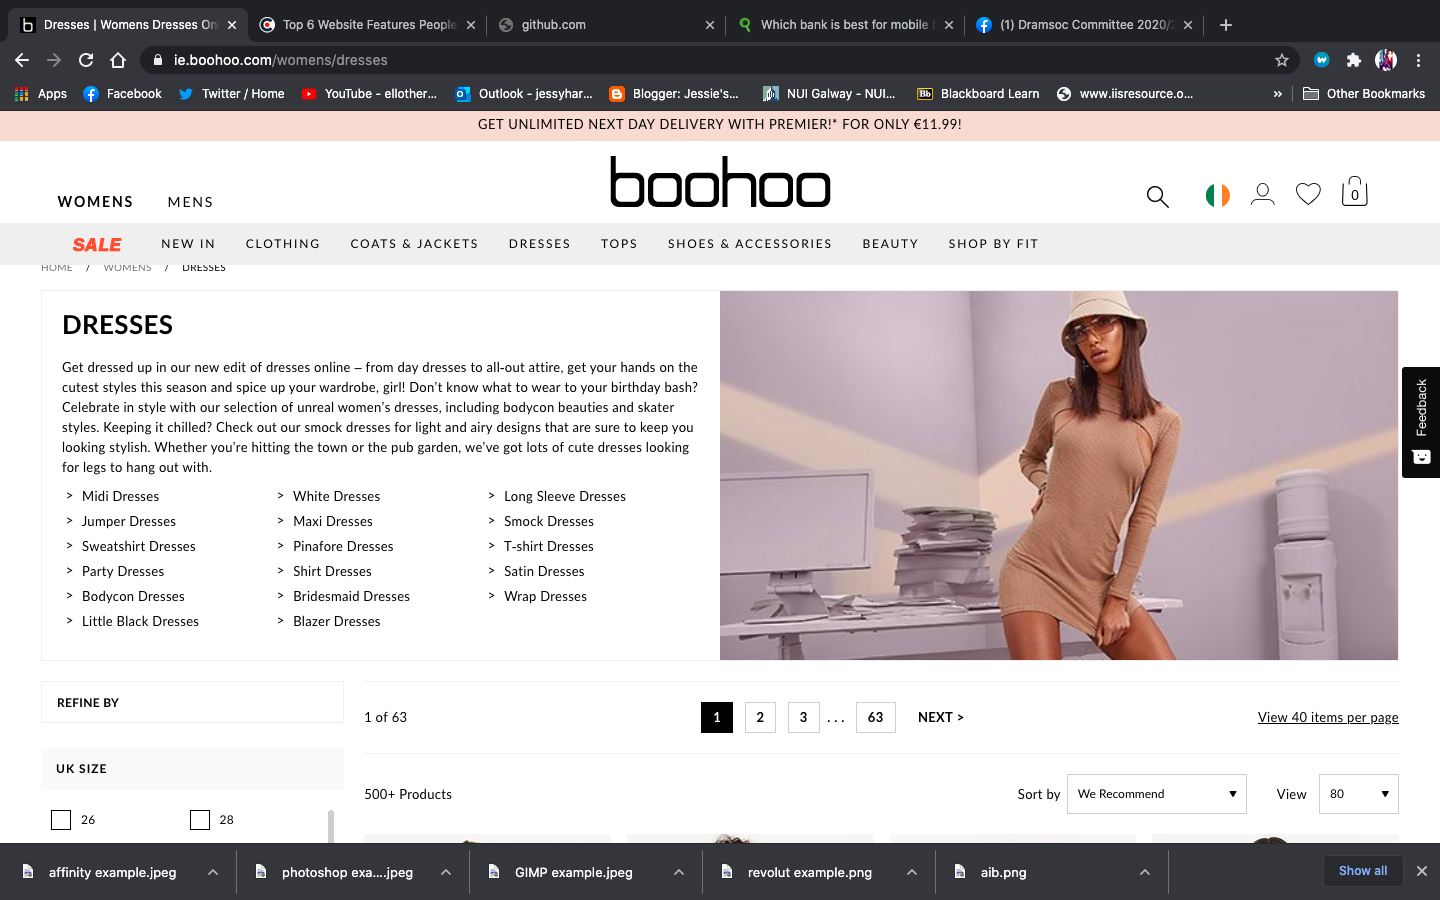 Dresses | Womens Dresses On
Top 6 Website Features People
github.com
Which bank is best for mobile
(1) Dramsoc Committee 2020/
ie.boohoo.com/womens/dresses
Apps
Facebook
Twitter / Home
YouTube - ellother...
Outlook - jessyhar...
Blogger: Jessie's...
NUI Galway - NUI...
Bb
Blackboard Learn
www.iisresource.o...
»
Other Bookmarks
GET UNLIMITED NEXT DAY DELIVERY WITH PREMIER!* FOR ONLY €11.99!
WOMENS
MENS
boohoo
0
SALE
NEW IN
CLOTHING
COATS & JACKETS
DRESSES
TOPS
SHOES & ACCESSORIES
BEAUTY
SHOP BY FIT
HOME / WOMENS / DRESSES
DRESSES
Get dressed up in our new edit of dresses online – from day dresses to all-out attire, get your hands on the
cutest styles this season and spice up your wardrobe, girl! Don't know what to wear to your birthday bash?
Celebrate in style with our selection of unreal women's dresses, including bodycon beauties and skater
styles. Keeping it chilled? Check out our smock dresses for light and airy designs that are sure to keep you
looking stylish. Whether you're hitting the town or the pub garden, we've got lots of cute dresses looking
for legs to hang out with.
> Midi Dresses
> Jumper Dresses
> Sweatshirt Dresses
> Party Dresses
> Bodycon Dresses
> Little Black Dresses
> White Dresses
> Maxi Dresses
> Pinafore Dresses
> Shirt Dresses
> Bridesmaid Dresses
> Blazer Dresses
> Long Sleeve Dresses
> Smock Dresses
> T-shirt Dresses
> Satin Dresses
> Wrap Dresses
Feedback
REFINE BY
1 of 63
1 2 3 ... 63 NEXT >
View 40 items per page
UK SIZE
26
28
500+ Products
Sort by
We Recommend
View
80
affinity example.jpeg
photoshop exa....jpeg
GIMP example.jpeg
revolut example.png
aib.png
Show all